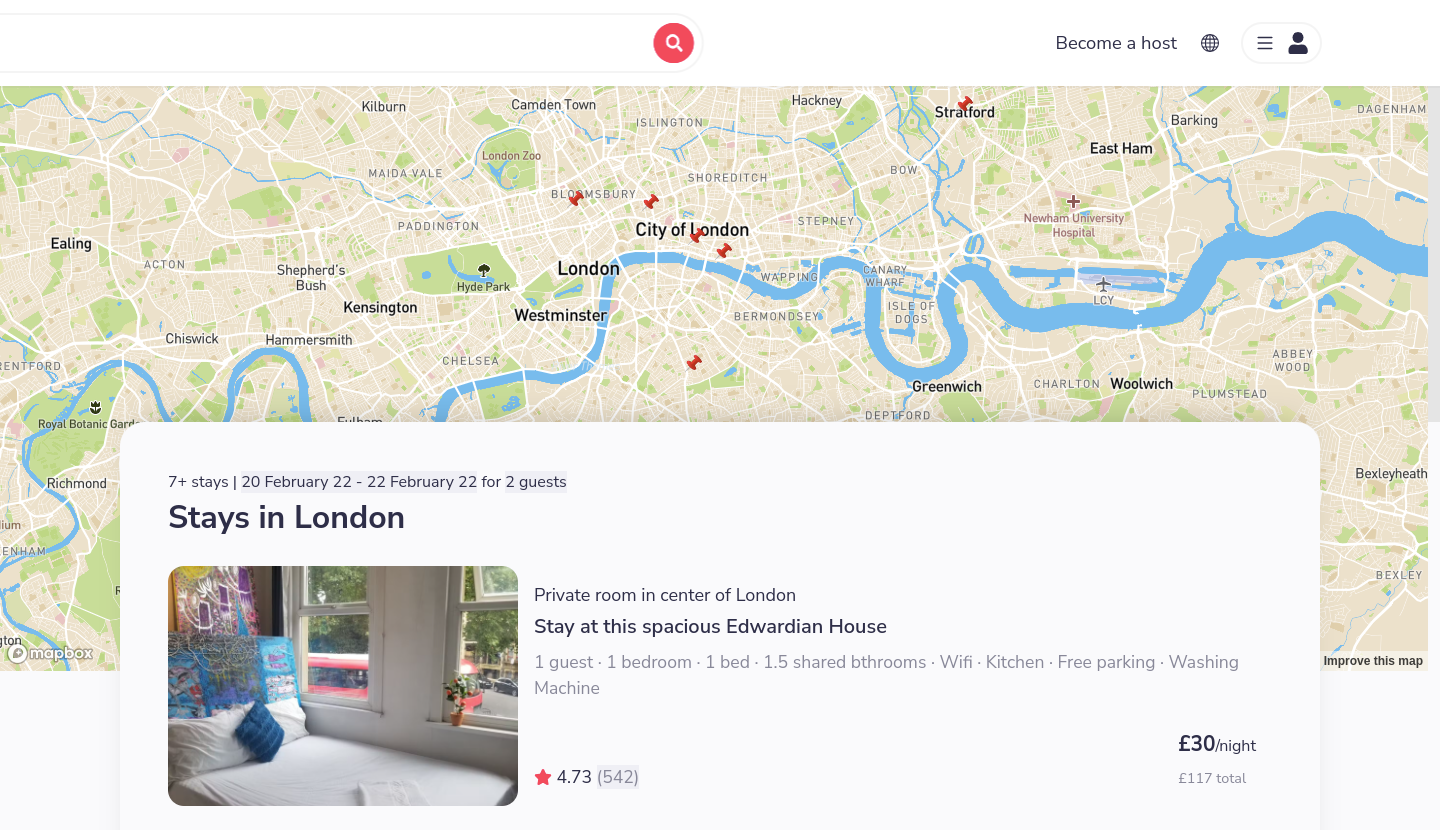 Become a host
Kilburn
Camden Town
Hackney
Stratford
DAGENHAM
ISLINGTON
Barking
East Ham
London Zoo
MAIDA VALE
SHOREDITCH
BOW
BLOOMSBURY
PADDINGTON
STEPNEY
Newham University
Hospital
City of London
Ealing
ACTON
Shepherd's
Bush
Hyde Park
London
WAPPING
CANARY
WHARF
LCY
Kensington
Westminster
BERMONDSEY
ISLE OF
DOGS
Chiswick
Hammersmith
CHELSEA
ABBEY
WOOD
RENTFORD
Greenwich
CHARLTON
Woolwich
PLUMSTEAD
DEPTFORD
Royal Botanic Garde
Fulham
Richmond
Bexleyheath
dium
ENHAM
BEXLEY
R
gton
mapbox
Improve this map
7+ stays | 20 February 22 - 22 February 22 for 2 guests
Stays in London
Private room in center of London
Stay at this spacious Edwardian House
1 guest · 1 bedroom · 1 bed · 1.5 shared bthrooms · Wifi · Kitchen · Free parking · Washing
Machine
£30/night
4.73 (542)
£117 total